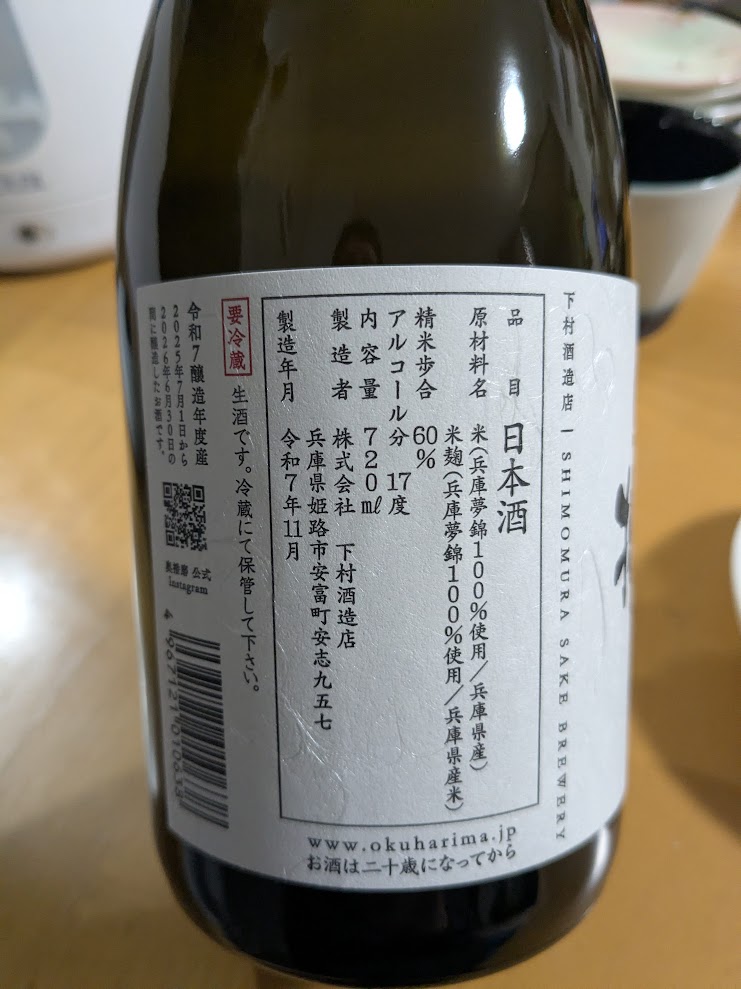 下村酒造店 | SHIMOMURA SAKE BREWERY
品目 日本酒
原材料名 米(兵庫夢錦100%使用/兵庫県産)
米麹(兵庫夢錦100%使用/兵庫県産米)
精米歩合 60%
アルコール分 17度
内容量 720ml
製造者 株式会社 下村酒造店
兵庫県姫路市安富町安志九五七
製造年月 令和7年11月
要冷蔵 生酒です。冷蔵にて保管して下さい。
令和7醸造年度産
2025年7月1日から
2026年6月30日の
間に醸造したお酒です。
奥播磨 公式
Instagram
4 967121 010633
www.okuharima.jp
お酒は二十歳になってから